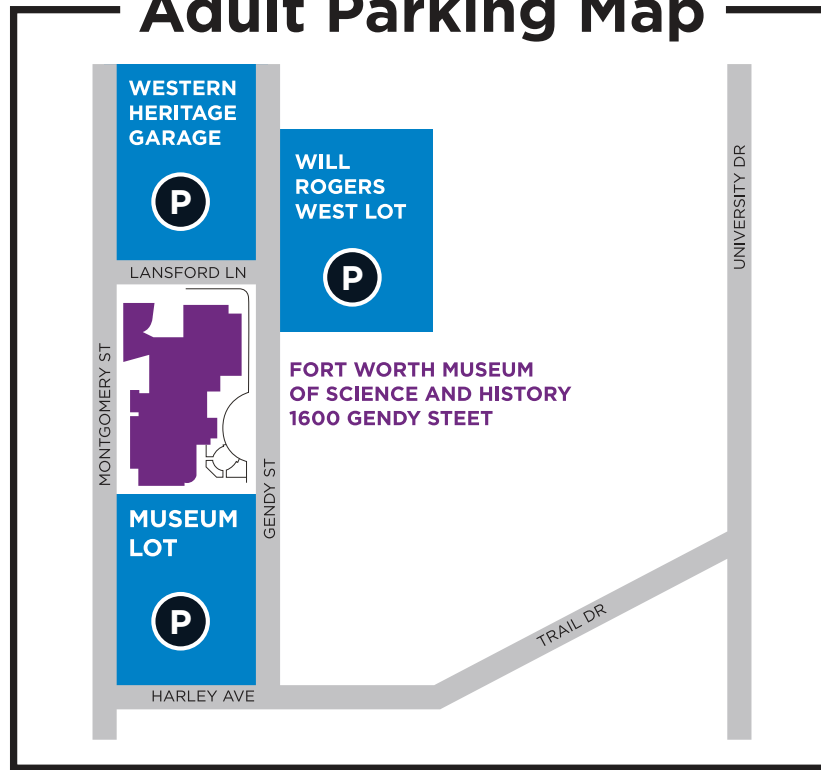 Adult Parking Map
WESTERN
HERITAGE
GARAGE
P
WILL
ROGERS
WEST LOT
P
UNIVERSITY DR
LANSFORD LN
MONTGOMERY ST
FORT WORTH MUSEUM
OF SCIENCE AND HISTORY
1600 GENDY STEET
GENDY ST
MUSEUM
LOT
P
TRAIL DR
HARLEY AVE